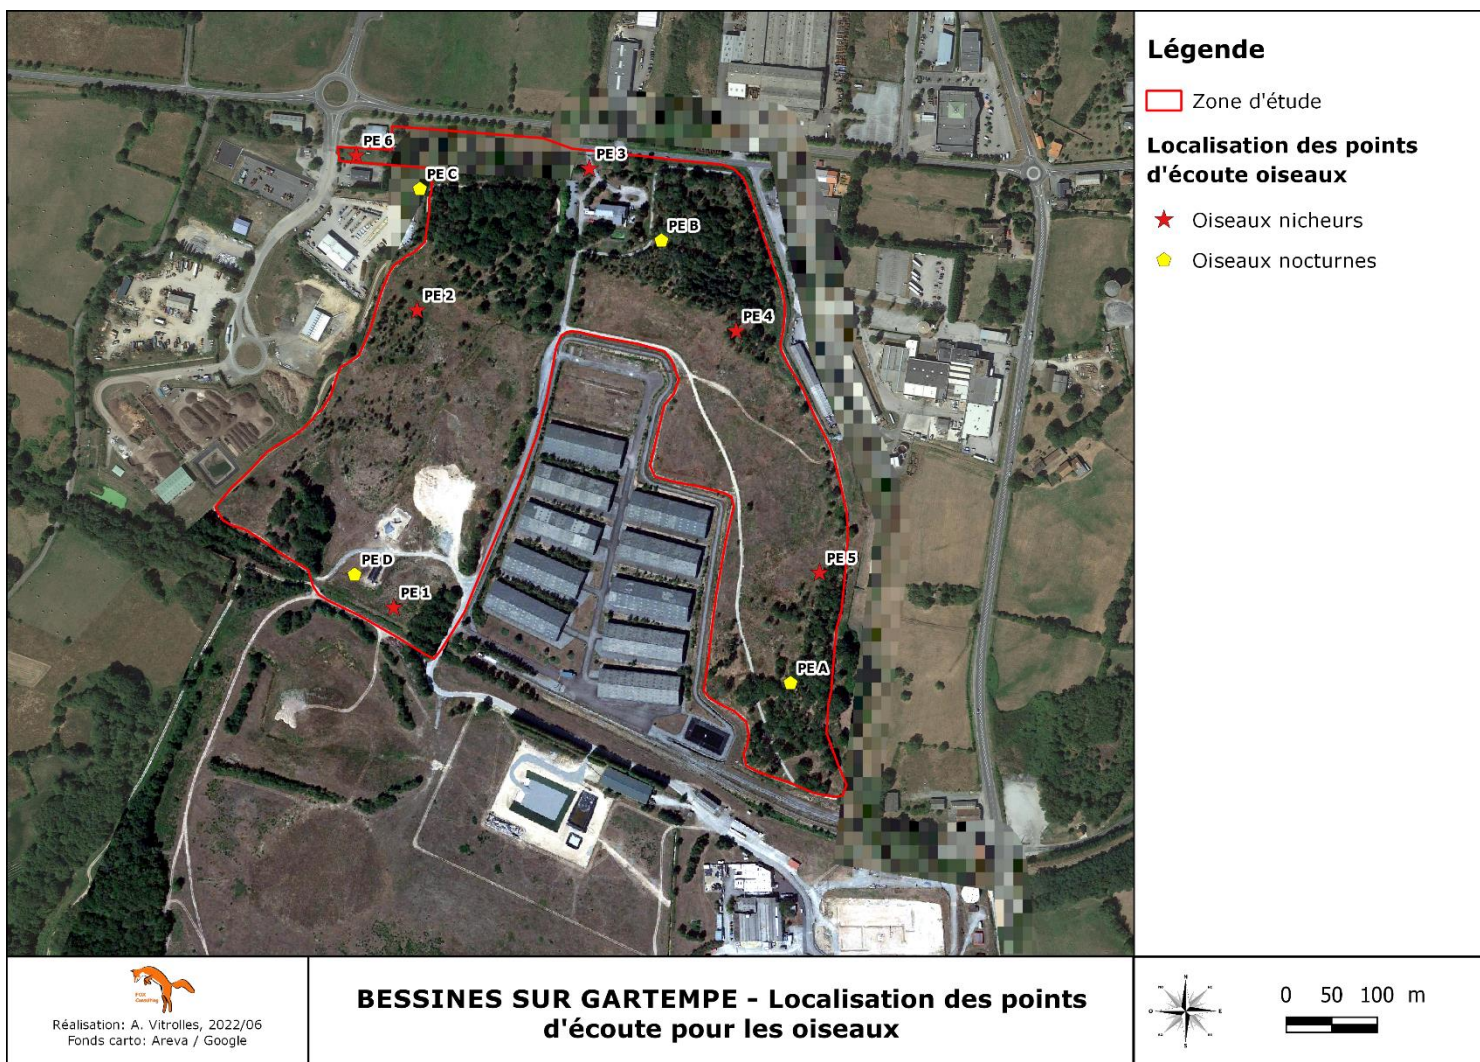 PE 6
PE 3
PE C
PE B
PE 2
PE 4
PE D
PE 5
PE 1
PE A
Légende
Zone d'étude
Localisation des points
d'écoute oiseaux
Oiseaux nicheurs
Oiseaux nocturnes
FOX
Consulting
Réalisation: A. Vitrolles, 2022/06
Fonds carto: Areva / Google
BESSINES SUR GARTEMPE - Localisation des points
d'écoute pour les oiseaux
N
O
E
S
0 50 100 m